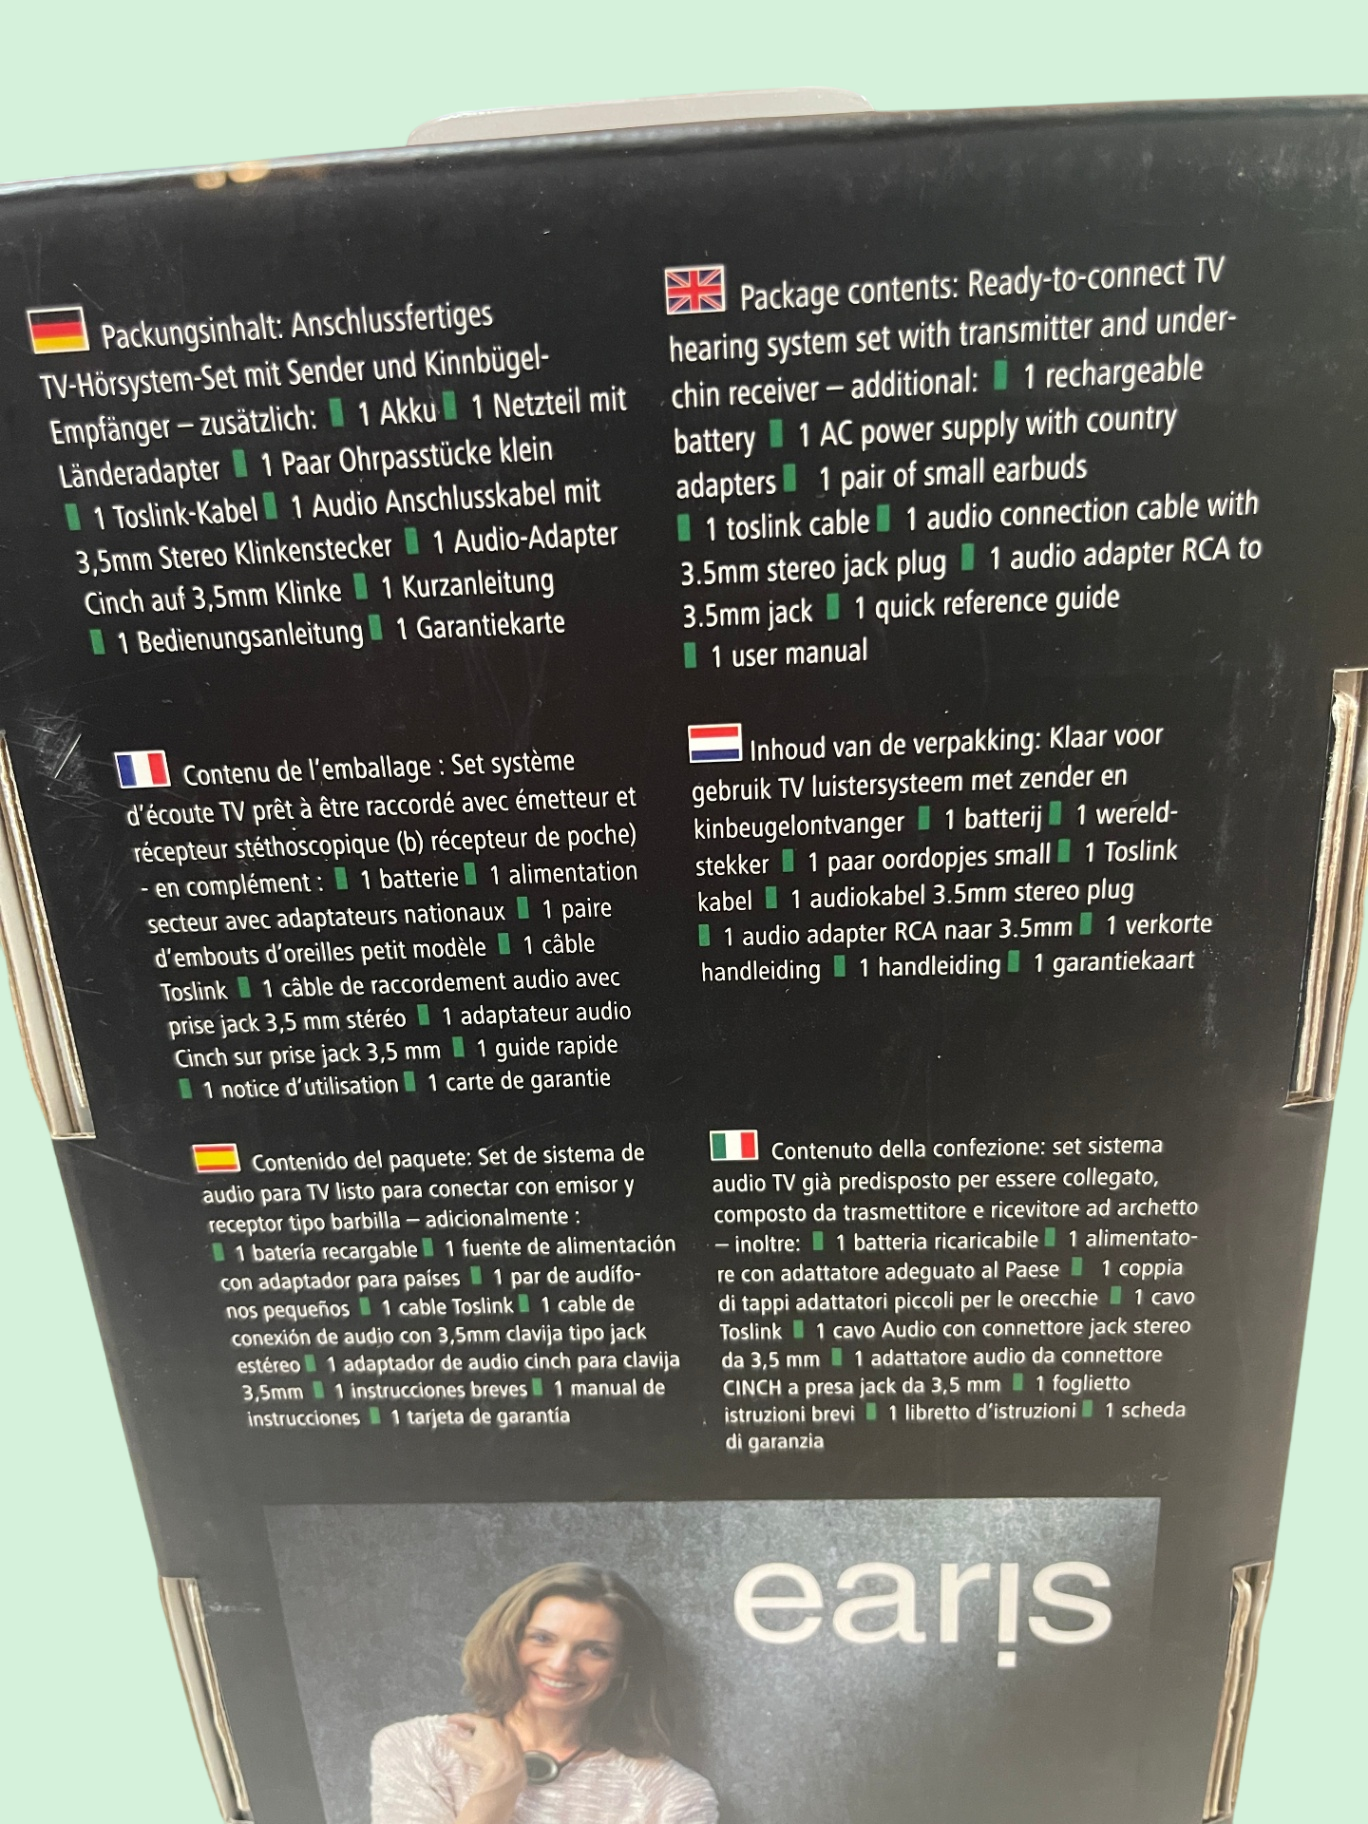 Packungsinhalt: Anschlussfertiges
TV-Hörsystem-Set mit Sender und Kinnbügel-
Empfänger – zusätzlich: 1 Akku 1 Netzteil mit
Länderadapter 1 Paar Ohrpasstücke klein
1 Toslink-Kabel 1 Audio Anschlusskabel mit
3,5mm Stereo Klinkenstecker 1 Audio-Adapter
Cinch auf 3,5mm Klinke 1 Kurzanleitung
1 Bedienungsanleitung 1 Garantiekarte
Package contents: Ready-to-connect TV
hearing system set with transmitter and under-
chin receiver – additional: 1 rechargeable
battery 1 AC power supply with country
adapters 1 pair of small earbuds
1 toslink cable 1 audio connection cable with
3.5mm stereo jack plug 1 audio adapter RCA to
3.5mm jack 1 quick reference guide
1 user manual
Contenu de l'emballage : Set système
d'écoute TV prêt à être raccordé avec émetteur et
récepteur stéthoscopique (b) récepteur de poche)
- en complément : 1 batterie 1 alimentation
secteur avec adaptateurs nationaux 1 paire
d'embouts d'oreilles petit modèle 1 câble
Toslink 1 câble de raccordement audio avec
prise jack 3,5 mm stéréo 1 adaptateur audio
Cinch sur prise jack 3,5 mm 1 guide rapide
1 notice d'utilisation 1 carte de garantie
Inhoud van de verpakking: Klaar voor
gebruik TV luistersysteem met zender en
kinbeugelontvanger 1 batterij 1 wereld-
stekker 1 paar oordopjes small 1 Toslink
kabel 1 audiokabel 3.5mm stereo plug
1 audio adapter RCA naar 3.5mm 1 verkorte
handleiding 1 handleiding 1 garantiekaart
Contenido del paquete: Set de sistema de
audio para TV listo para conectar con emisor y
receptor tipo barbilla – adicionalmente :
1 batería recargable 1 fuente de alimentación
con adaptador para países 1 par de audífo-
nos pequeños 1 cable Toslink 1 cable de
conexión de audio con 3,5mm clavija tipo jack
estéreo 1 adaptador de audio cinch para clavija
3,5mm 1 instrucciones breves 1 manual de
instrucciones 1 tarjeta de garantía
Contenuto della confezione: set sistema
audio TV già predisposto per essere collegato,
composto da trasmettitore e ricevitore ad archetto
– inoltre: 1 batteria ricaricabile 1 alimentato-
re con adattatore adeguato al Paese 1 coppia
di tappi adattatori piccoli per le orecchie 1 cavo
Toslink 1 cavo Audio con connettore jack stereo
da 3,5 mm 1 adattatore audio da connettore
CINCH a presa jack da 3,5 mm 1 foglietto
istruzioni brevi 1 libretto d'istruzioni 1 scheda
di garanzia
earis